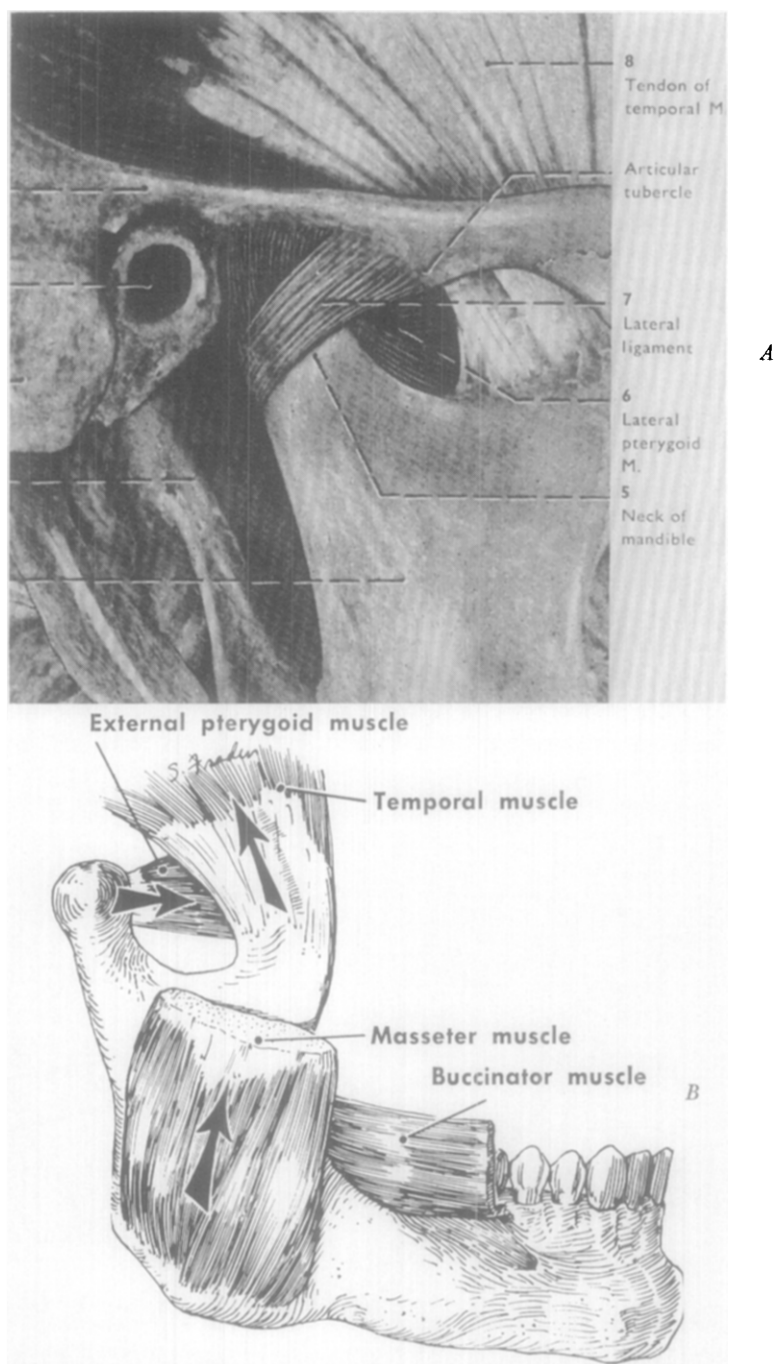 8
Tendon of
temporal M.
Articular
tubercle
7
Lateral
ligament
A
6
Lateral
pterygoid
M.
5
Neck of
mandible
External pterygoid muscle
S. Fraden
Temporal muscle
Masseter muscle
Buccinator muscle
B